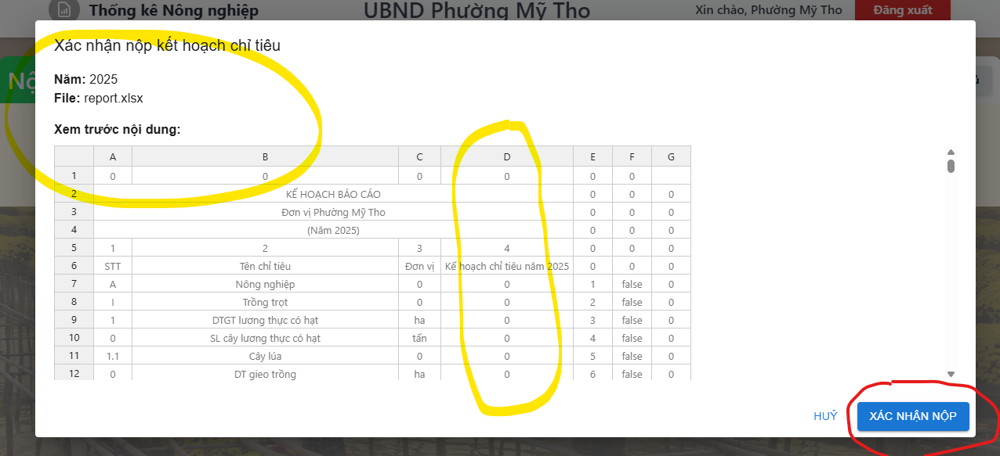 Thống kê Nông nghiệp UBND Phường Mỹ Tho Xin chào, Phường Mỹ Tho Đăng xuất
Xác nhận nộp kết hoạch chỉ tiêu
Năm: 2025
File: report.xlsx
Xem trước nội dung:
A B C D E F G
1 0 0 0 0 0 0
2 KẾ HOẠCH BÁO CÁO 0 0 0
3 Đơn vị Phường Mỹ Tho 0 0 0
4 (Năm 2025) 0 0 0
5 1 2 3 4 0 0 0
6 STT Tên chỉ tiêu Đơn vị Kế hoạch chỉ tiêu năm 2025 0 0 0
7 A Nông nghiệp 0 0 1 false 0
8 I Trồng trọt 0 0 2 false 0
9 1 DTGT lương thực có hạt ha 0 3 false 0
10 0 SL cây lương thực có hạt tấn 0 4 false 0
11 1.1 Cây lúa 0 0 5 false 0
12 0 DT gieo trồng ha 0 6 false 0
HUỶ XÁC NHẬN NỘP